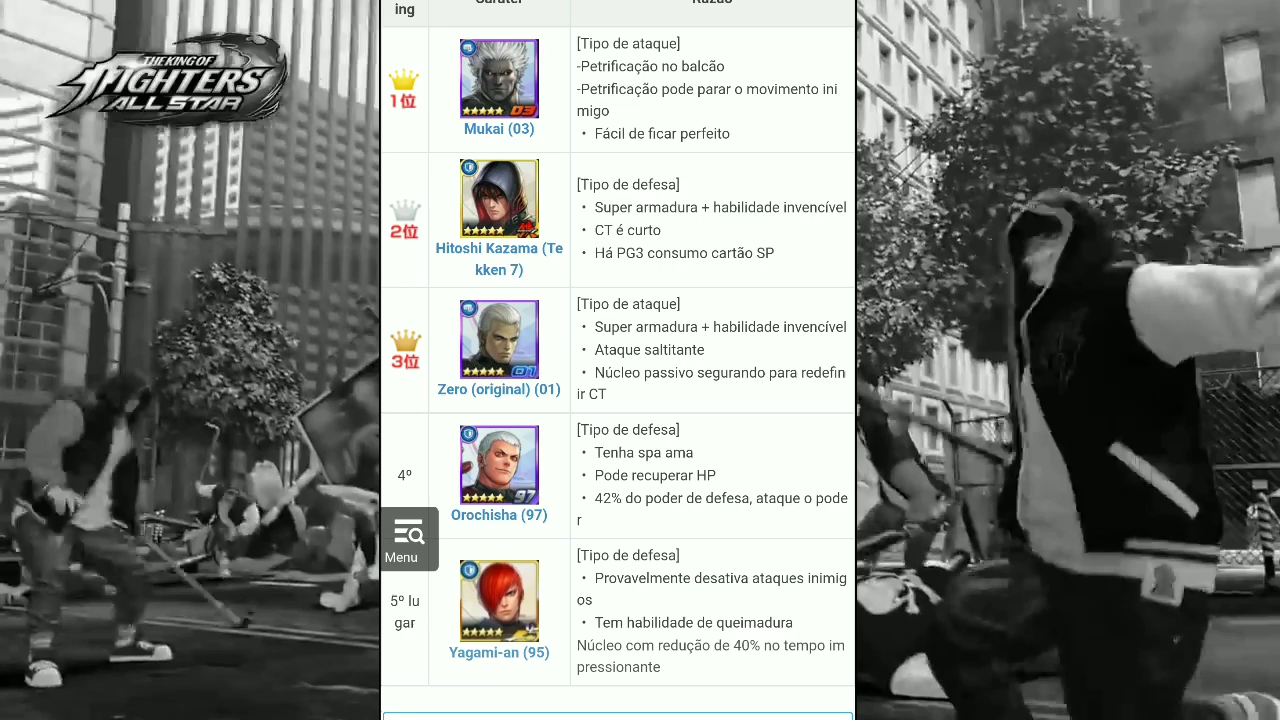 THE KING OF
FIGHTERS
ALL STAR
ing
1位
03
Mukai (03)
[Tipo de ataque]
-Petrificação no balcão
-Petrificação pode parar o movimento ini
migo
・ Fácil de ficar perfeito
2位
Hitoshi Kazama (Te
kken 7)
[Tipo de defesa]
・ Super armadura + habilidade invencível
・ CT é curto
・ Há PG3 consumo cartão SP
3位
01
Zero (original) (01)
[Tipo de ataque]
・ Super armadura + habilidade invencível
・ Ataque saltitante
・ Núcleo passivo segurando para redefin
ir CT
4º
97
Orochisha (97)
[Tipo de defesa]
・ Tenha spa ama
・ Pode recuperar HP
・ 42% do poder de defesa, ataque o pode
r
Menu
5º lu
gar
Yagami-an (95)
[Tipo de defesa]
・ Provavelmente desativa ataques inimig
os
・ Tem habilidade de queimadura
Núcleo com redução de 40% no tempo im
pressionante